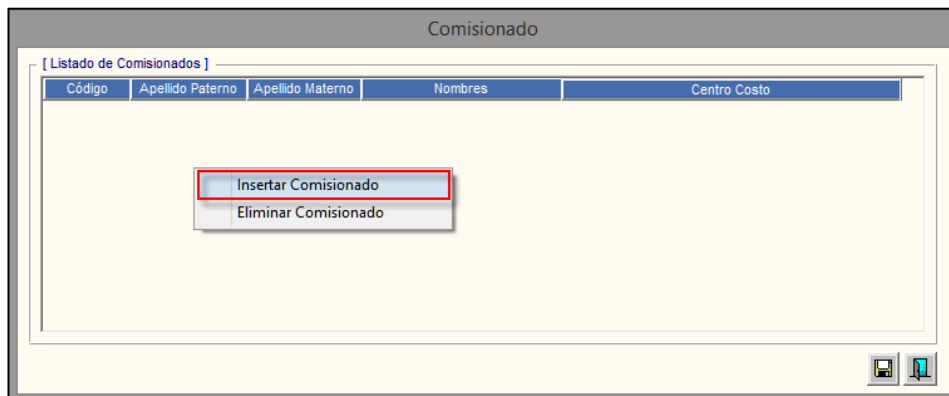 Comisionado
[ Listado de Comisionados ]
Código Apellido Paterno Apellido Materno Nombres Centro Costo
Insertar Comisionado
Eliminar Comisionado